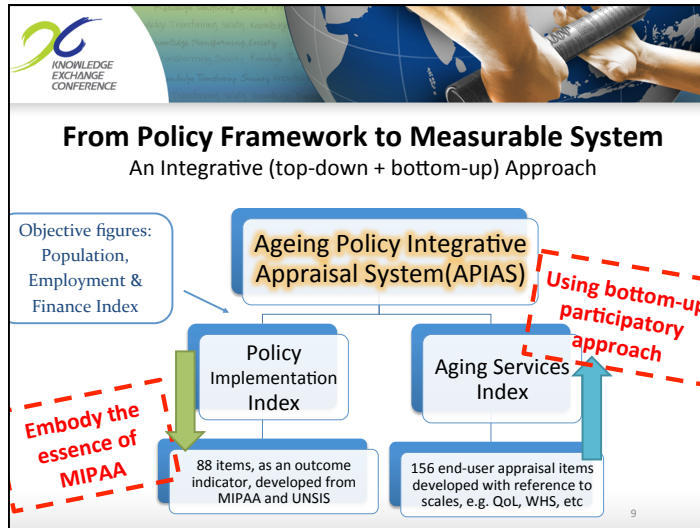 KNOWLEDGE
EXCHANGE
CONFERENCE
From Policy Framework to Measurable System
An Integrative (top-down + bottom-up) Approach
Objective figures:
Population,
Employment &
Finance Index
Ageing Policy Integrative
Appraisal System(APIAS)
Using bottom-up
participatory
approach
Policy
Implementation
Index
Aging Services
Index
Embody the
essence of
MIPAA
88 items, as an outcome
indicator, developed from
MIPAA and UNSIS
156 end-user appraisal items
developed with reference to
scales, e.g. QoL, WHS, etc
9